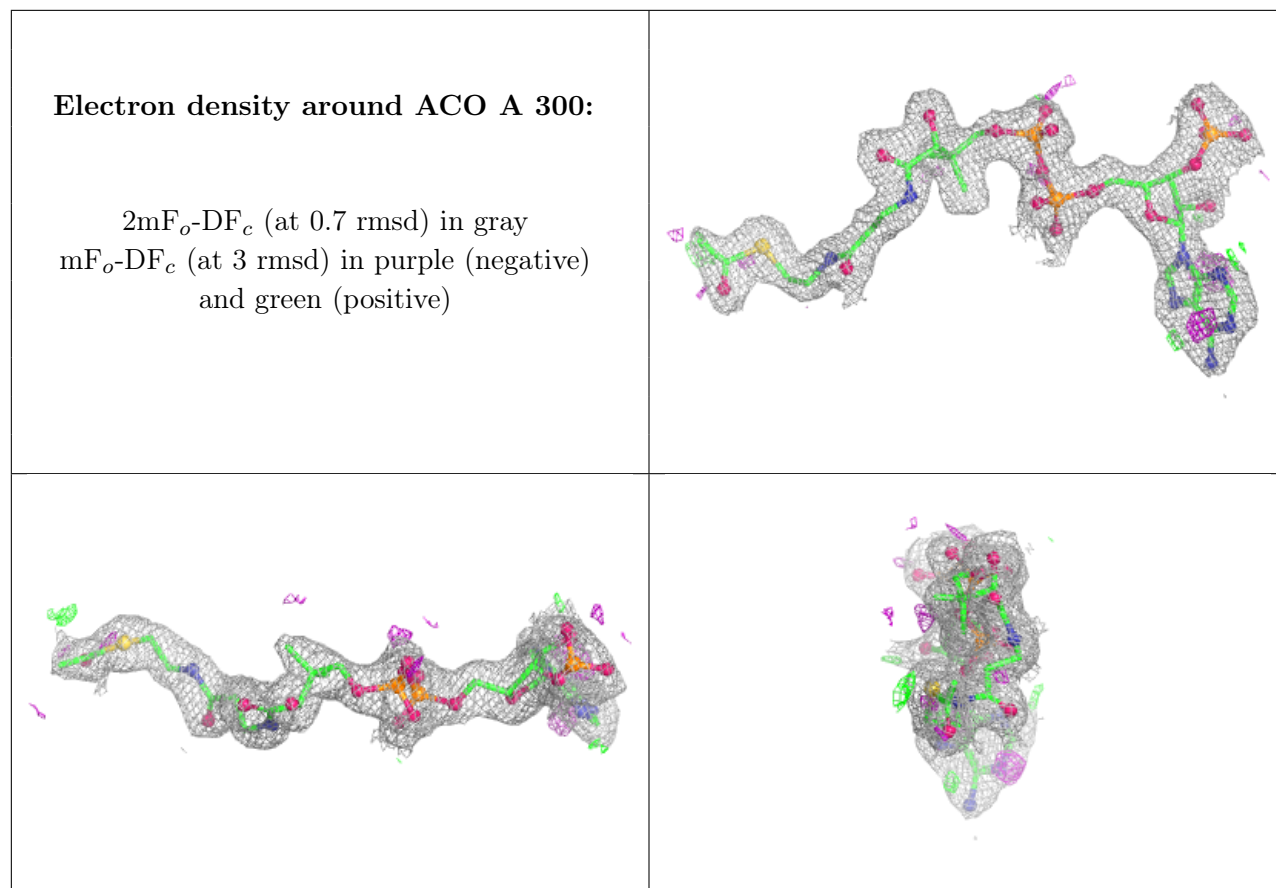 Electron density around ACO A 300:
2mFo-DFc (at 0.7 rmsd) in gray
mFo-DFc (at 3 rmsd) in purple (negative)
and green (positive)